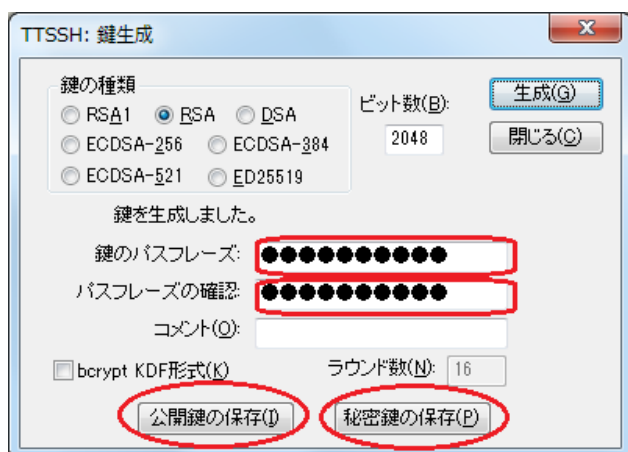 TTSSH: 鍵生成
鍵の種類
RSA1 RSA DSA
ECDSA-256 ECDSA-384
ECDSA-521 ED25519
ビット数(B):
2048
生成(G)
閉じる(C)
鍵を生成しました。
鍵のパスフレーズ: ●●●●●●●●●●
パスフレーズの確認: ●●●●●●●●●●
コメント(O):
bcrypt KDF形式(K) ラウンド数(N): 16
公開鍵の保存(I) 秘密鍵の保存(P)